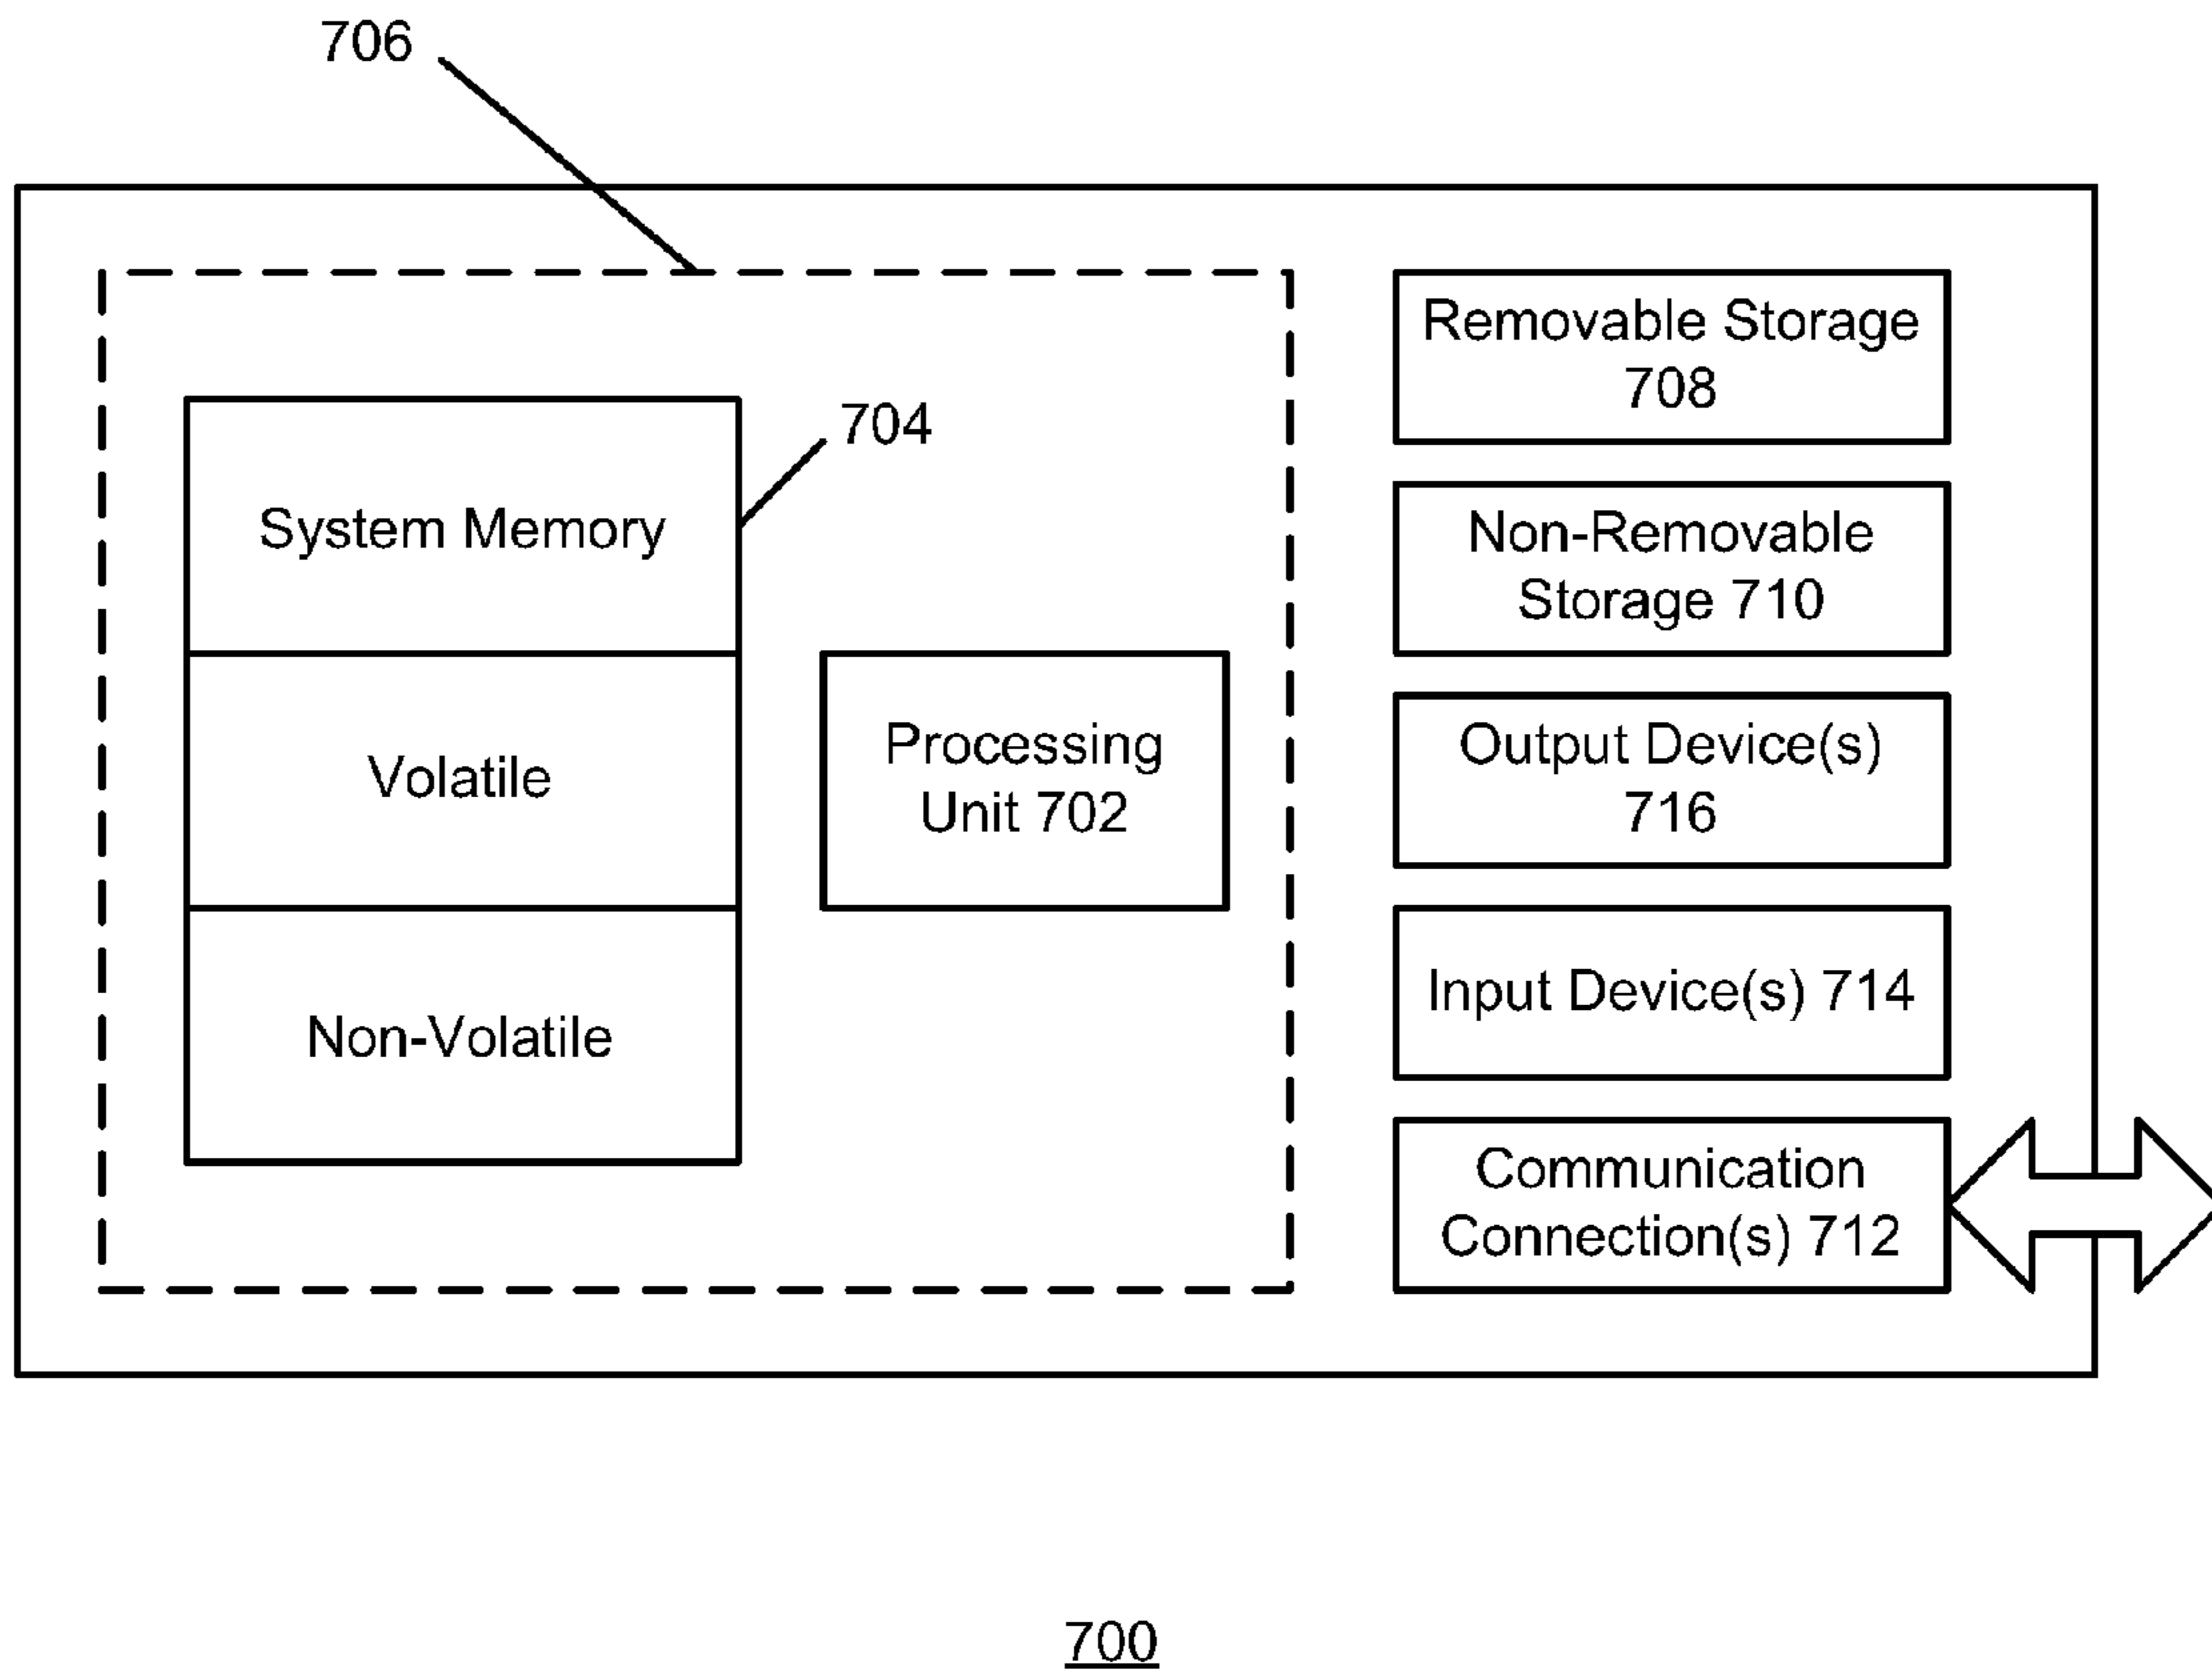 706
704
System Memory
Volatile
Non-Volatile
Processing
Unit 702
Removable Storage
708
Non-Removable
Storage 710
Output Device(s)
716
Input Device(s) 714
Communication
Connection(s) 712
700